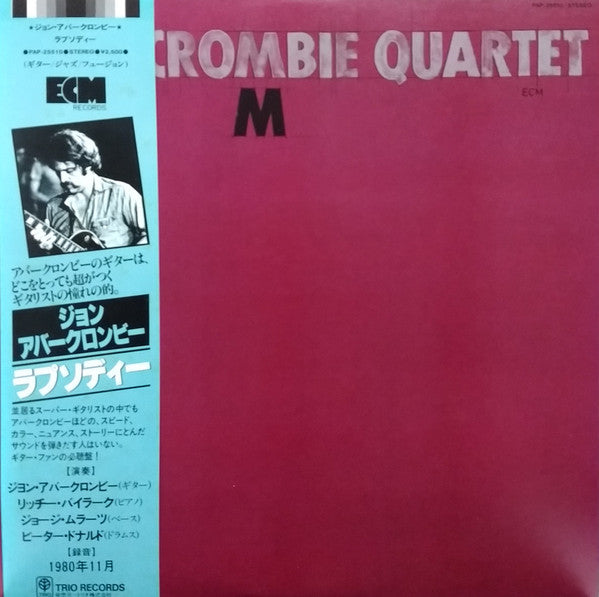 ★ジョン・アバークロンビー★
ラプソディー
●PAP-25510●STEREO●¥2,500●
(ギター/ジャズ/フュージョン)
ECM
RECORDS
アバークロンビーのギターは、
どこをとっても超がつく
ギタリストの憧れの的。
ジョン
アバークロンビー
ラプソディー
並居るスーパー・ギタリストの中でも
アバークロンビーほどの、スピード、
カラー、ニュアンス、ストーリーにとんだ
サウンドを弾きだす人はいない。
ギター・ファンの必聴盤!
【演奏】
ジョン・アバークロンビー(ギター)
リッチー・バイラーク(ピアノ)
ジョージ・ムラーツ(ベース)
ピーター・ドナルド(ドラムス)
【録音】
1980年11月
TRIO RECORDS
PAP-25510 STEREO
CROMBIE QUARTET
ECM
M